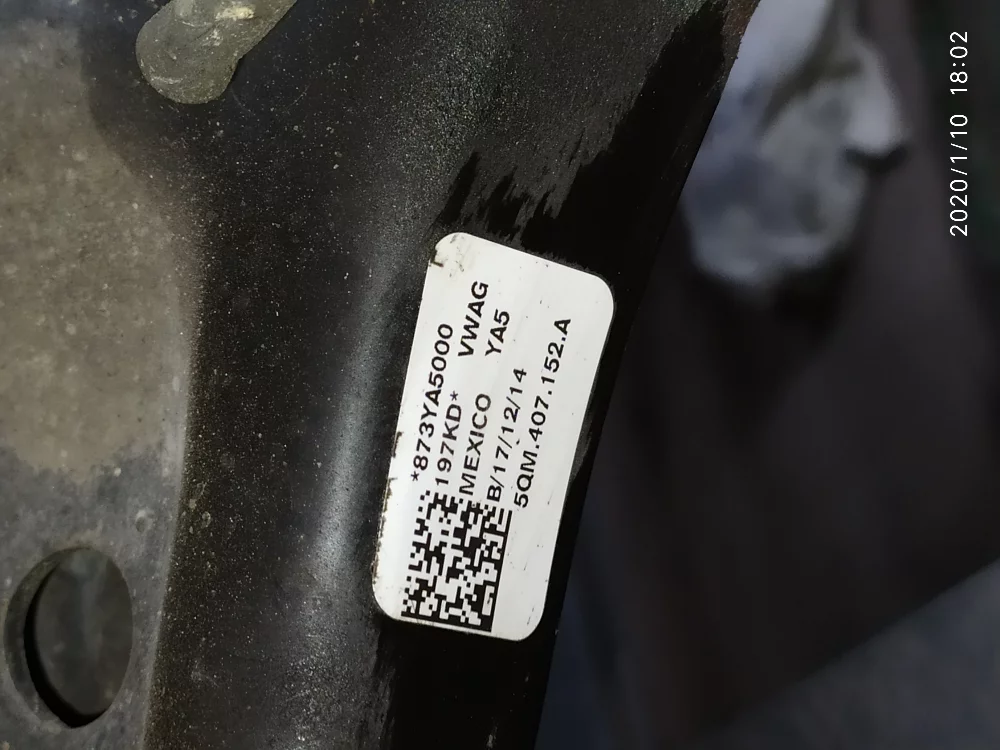 *873YA5000
197KD* VWAG
MEXICO YA5
B/17/12/14
5QM.407.152.A
2020/1/10 18:02